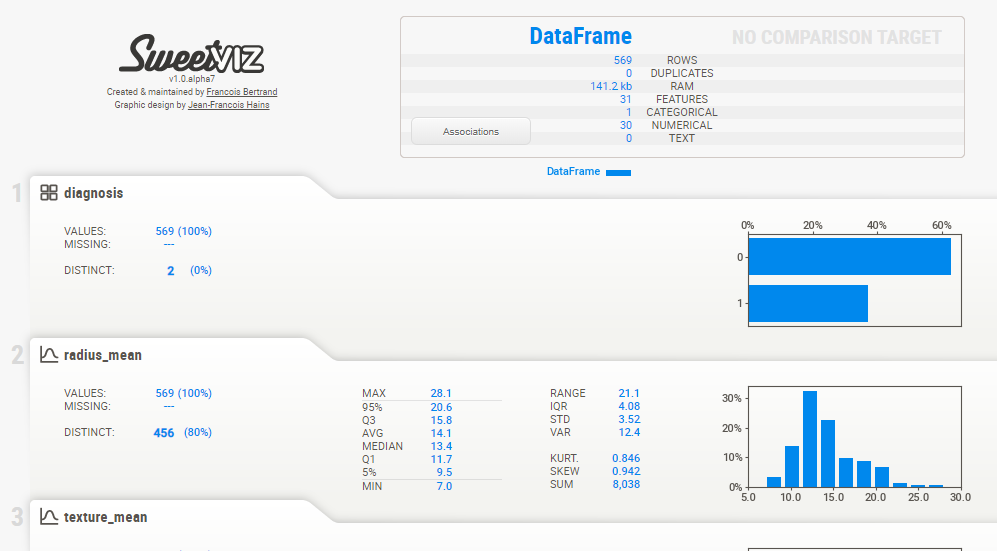 SweetVIZ
v1.0.alpha7
Created & maintained by Francois Bertrand
Graphic design by Jean-Francois Hains
DataFrame NO COMPARISON TARGET
569 ROWS
0 DUPLICATES
141.2 kb RAM
31 FEATURES
1 CATEGORICAL
30 NUMERICAL
0 TEXT
Associations
DataFrame
1 diagnosis
VALUES: 569 (100%)
MISSING: ---
DISTINCT: 2 (0%)
0% 20% 40% 60%
0
1
2 radius_mean
VALUES: 569 (100%)
MISSING: ---
DISTINCT: 456 (80%)
MAX 28.1
95% 20.6
Q3 15.8
AVG 14.1
MEDIAN 13.4
Q1 11.7
5% 9.5
MIN 7.0
RANGE 21.1
IQR 4.08
STD 3.52
VAR 12.4
KURT. 0.846
SKEW 0.942
SUM 8,038
30%
20%
10%
0%
5.0 10.0 15.0 20.0 25.0 30.0
3 texture_mean